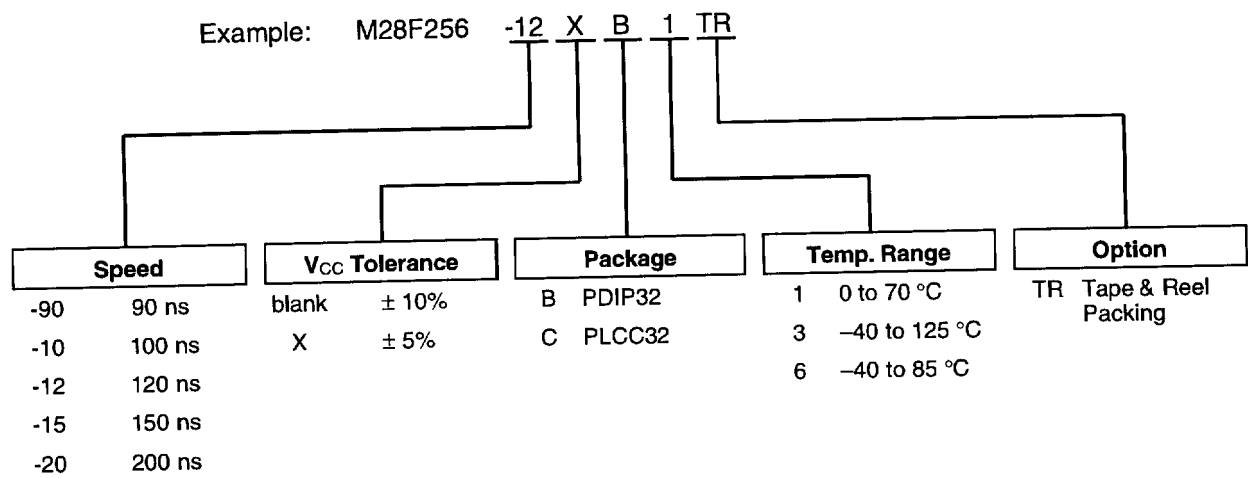 Example: M28F256 -12 X B 1 TR
Speed
-90 90 ns
-10 100 ns
-12 120 ns
-15 150 ns
-20 200 ns
VCC Tolerance
blank ± 10%
X ± 5%
Package
B PDIP32
C PLCC32
Temp. Range
1 0 to 70 °C
3 –40 to 125 °C
6 –40 to 85 °C
Option
TR Tape & Reel
Packing